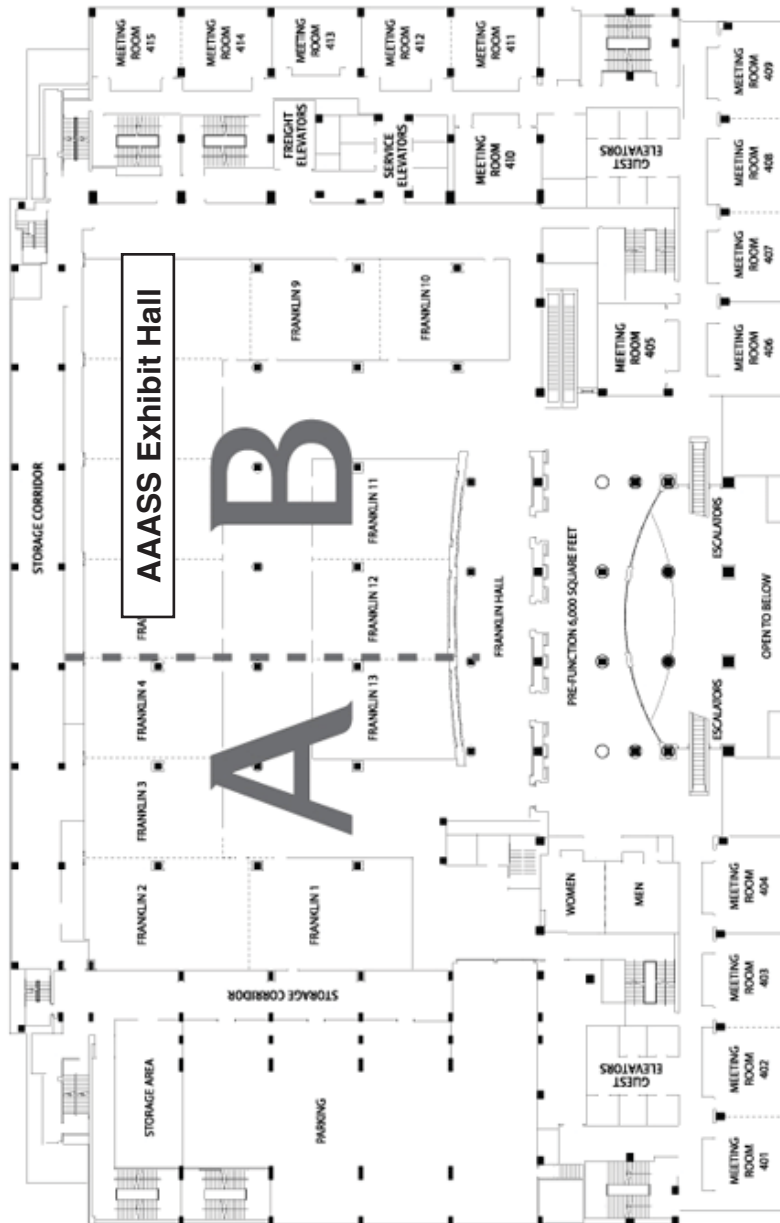 STORAGE CORRIDOR
STORAGE AREA
PARKING
STORAGE CORRIDOR
FRANKLIN 2
FRANKLIN 3
FRANKLIN 4
FRA
AAASS Exhibit Hall
MEETING
ROOM
415
MEETING
ROOM
414
MEETING
ROOM
413
MEETING
ROOM
412
MEETING
ROOM
411
A
B
FRANKLIN 1
FRANKLIN 9
FRANKLIN 10
FREIGHT
ELEVATORS
SERVICE
ELEVATORS
MEETING
ROOM
410
FRANKLIN 13
FRANKLIN 12
FRANKLIN 11
FRANKLIN HALL
PRE-FUNCTION 6,000 SQUARE FEET
WOMEN
MEN
GUEST
ELEVATORS
GUEST
ELEVATORS
MEETING
ROOM
405
ESCALATORS
ESCALATORS
OPEN TO BELOW
MEETING
ROOM
401
MEETING
ROOM
402
MEETING
ROOM
403
MEETING
ROOM
404
MEETING
ROOM
406
MEETING
ROOM
407
MEETING
ROOM
408
MEETING
ROOM
409